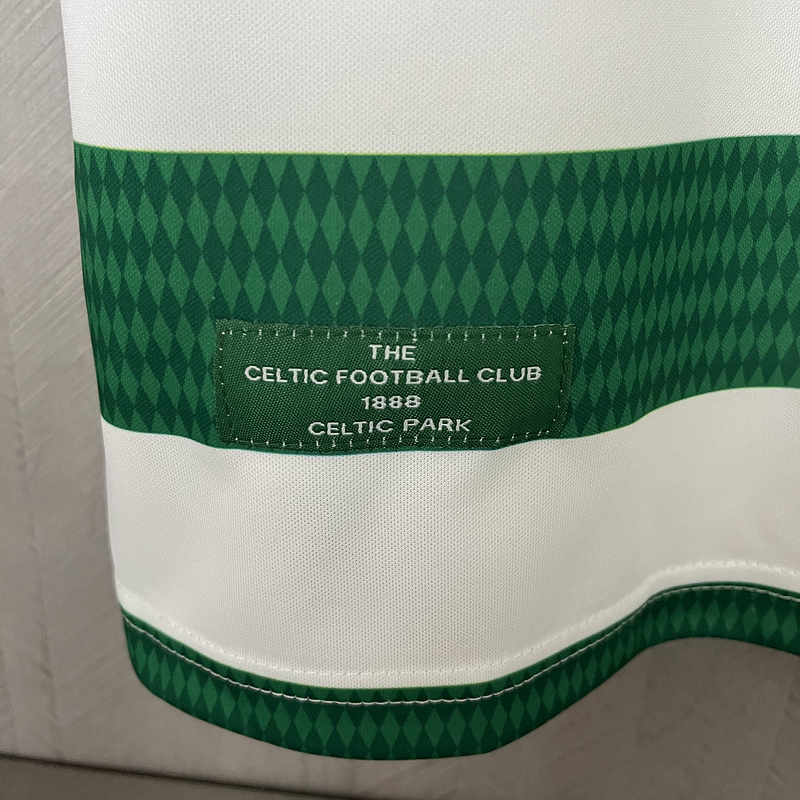 THE
CELTIC FOOTBALL CLUB
1888
CELTIC PARK